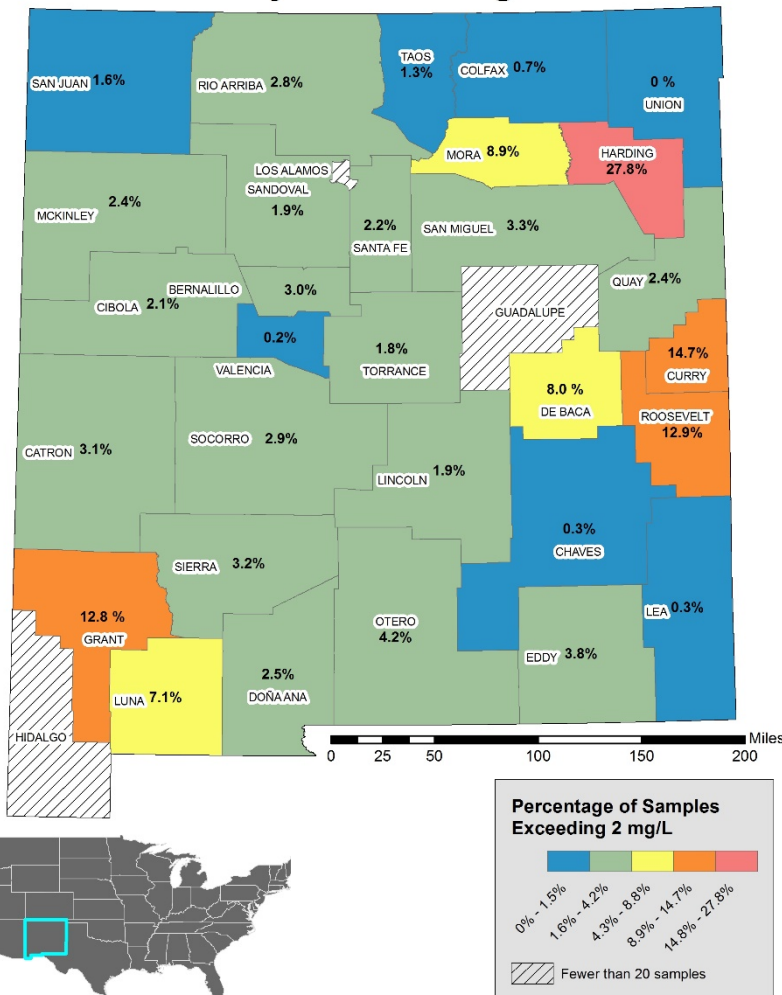 SAN JUAN 1.6%
RIO ARRIBA 2.8%
TAOS
1.3%
COLFAX 0.7%
0 %
UNION
MORA 8.9%
HARDING
27.8%
LOS ALAMOS
SANDOVAL
1.9%
MCKINLEY
2.4%
2.2%
SANTA FE
SAN MIGUEL 3.3%
QUAY 2.4%
CIBOLA 2.1%
BERNALILLO
3.0%
GUADALUPE
0.2%
VALENCIA
1.8%
TORRANCE
14.7%
CURRY
8.0 %
DE BACA
ROOSEVELT
12.9%
CATRON 3.1%
SOCORRO 2.9%
LINCOLN 1.9%
0.3%
CHAVES
SIERRA 3.2%
LEA 0.3%
12.8 %
GRANT
OTERO
4.2%
EDDY 3.8%
LUNA 7.1%
2.5%
DOÑA ANA
HIDALGO
Miles
0 25 50 100 150 200
Percentage of Samples
Exceeding 2 mg/L
0% - 1.5%
1.6% - 4.2%
4.3% - 8.8%
8.9% - 14.7%
14.8% - 27.8%
Fewer than 20 samples